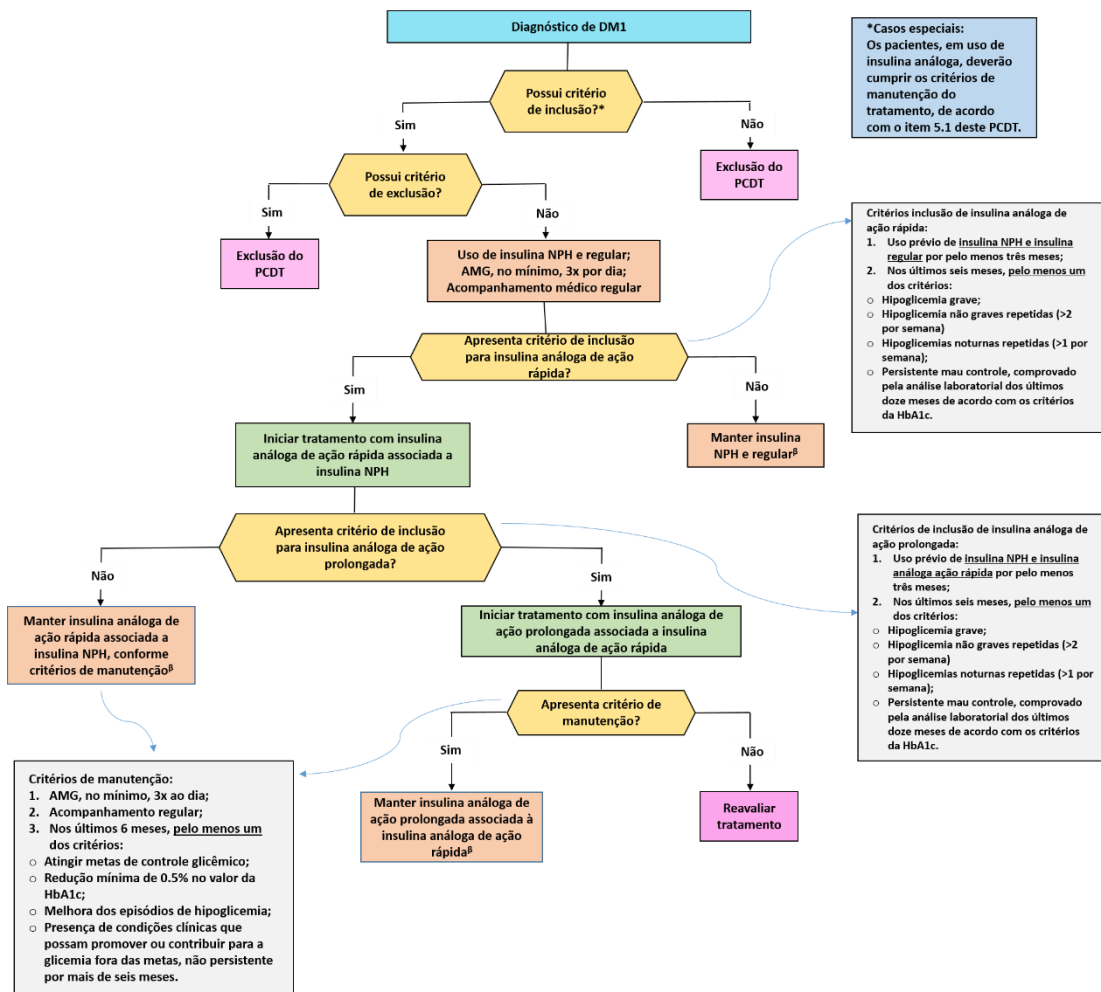 Diagnóstico de DM1
*Casos especiais:
Os pacientes, em uso de
insulina análoga, deverão
cumprir os critérios de
manutenção do
tratamento, de acordo
com o item 5.1 deste PCDT.
Possui critério
de inclusão?*
Sim
Não
Exclusão do
PCDT
Possui critério
de exclusão?
Sim
Não
Exclusão do
PCDT
Uso de insulina NPH e regular;
AMG, no mínimo, 3x por dia;
Acompanhamento médico regular
Critérios inclusão de insulina análoga de
ação rápida:
1. Uso prévio de insulina NPH e insulina
regular por pelo menos três meses;
2. Nos últimos seis meses, pelo menos um
dos critérios:
o Hipoglicemia grave;
o Hipoglicemia não graves repetidas (>2
por semana)
o Hipoglicemias noturnas repetidas (>1 por
semana);
o Persistente mau controle, comprovado
pela análise laboratorial dos últimos
doze meses de acordo com os critérios
da HbA1c.
Apresenta critério de inclusão
para insulina análoga de ação
rápida?
Sim
Não
Iniciar tratamento com insulina
análoga de ação rápida associada a
insulina NPH
Manter insulina
NPH e regularᵝ
Apresenta critério de inclusão
para insulina análoga de ação
prolongada?
Não
Sim
Critérios de inclusão de insulina análoga de
ação prolongada:
1. Uso prévio de insulina NPH e insulina
análoga ação rápida por pelo menos
três meses;
2. Nos últimos seis meses, pelo menos um
dos critérios:
o Hipoglicemia grave;
o Hipoglicemia não graves repetidas (>2
por semana)
o Hipoglicemias noturnas repetidas (>1 por
semana);
o Persistente mau controle, comprovado
pela análise laboratorial dos últimos
doze meses de acordo com os critérios
da HbA1c.
Manter insulina análoga de
ação rápida associada a
insulina NPH, conforme
critérios de manutençãoᵝ
Iniciar tratamento com insulina análoga de
ação prolongada associada a insulina
análoga de ação rápida
Apresenta critério de
manutenção?
Sim
Não
Manter insulina análoga de
ação prolongada associada à
insulina análoga de ação
rápidaᵝ
Reavaliar
tratamento
Critérios de manutenção:
1. AMG, no mínimo, 3x ao dia;
2. Acompanhamento regular;
3. Nos últimos 6 meses, pelo menos um
dos critérios:
o Atingir metas de controle glicêmico;
o Redução mínima de 0.5% no valor da
HbA1c;
o Melhora dos episódios de hipoglicemia;
o Presença de condições clínicas que
possam promover ou contribuir para a
glicemia fora das metas, não persistente
por mais de seis meses.